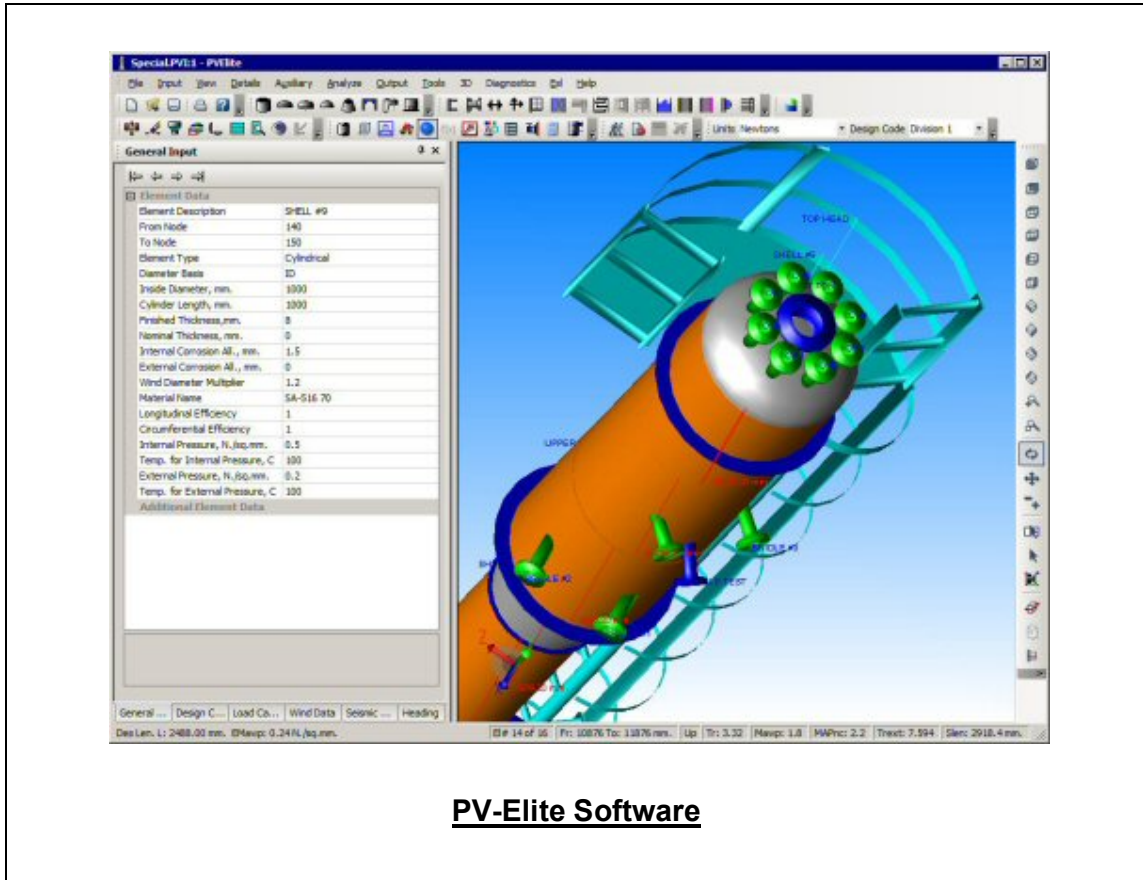 Special.PVI:1 - PVElite
File Input View Details Auxiliary Analyze Output Tools 3D Diagnostics Esl Help
Units: Newtons Design Code: Division 1
General Input
Element Data
Element Description SHELL #9
From Node 140
To Node 150
Element Type Cylindrical
Diameter Basis ID
Inside Diameter, mm. 1000
Cylinder Length, mm. 1000
Finished Thickness, mm. 8
Nominal Thickness, mm. 0
Internal Corrosion All., mm. 1.5
External Corrosion All., mm. 0
Wind Diameter Multiplier 1.2
Material Name SA-516 70
Longitudinal Efficiency 1
Circumferential Efficiency 1
Internal Pressure, N./sq.mm. 0.5
Temp. for Internal Pressure, C 100
External Pressure, N./sq.mm. 0.2
Temp. for External Pressure, C 100
Additional Element Data
TOP HEAD
SHELL #9
UPPER
Z
General ... Design C... Load Ca... Wind Data Seismic ... Heading
Des Len. L: 2488.00 mm. EMawp: 0.24 N./sq.mm.
El# 14 of 16 Fr: 10876 To: 11876 mm. Up Tr: 3.32 Mawp: 1.8 MAPnc: 2.2 Trext: 7.594 Slen: 2918.4 mm.
PV-Elite Software